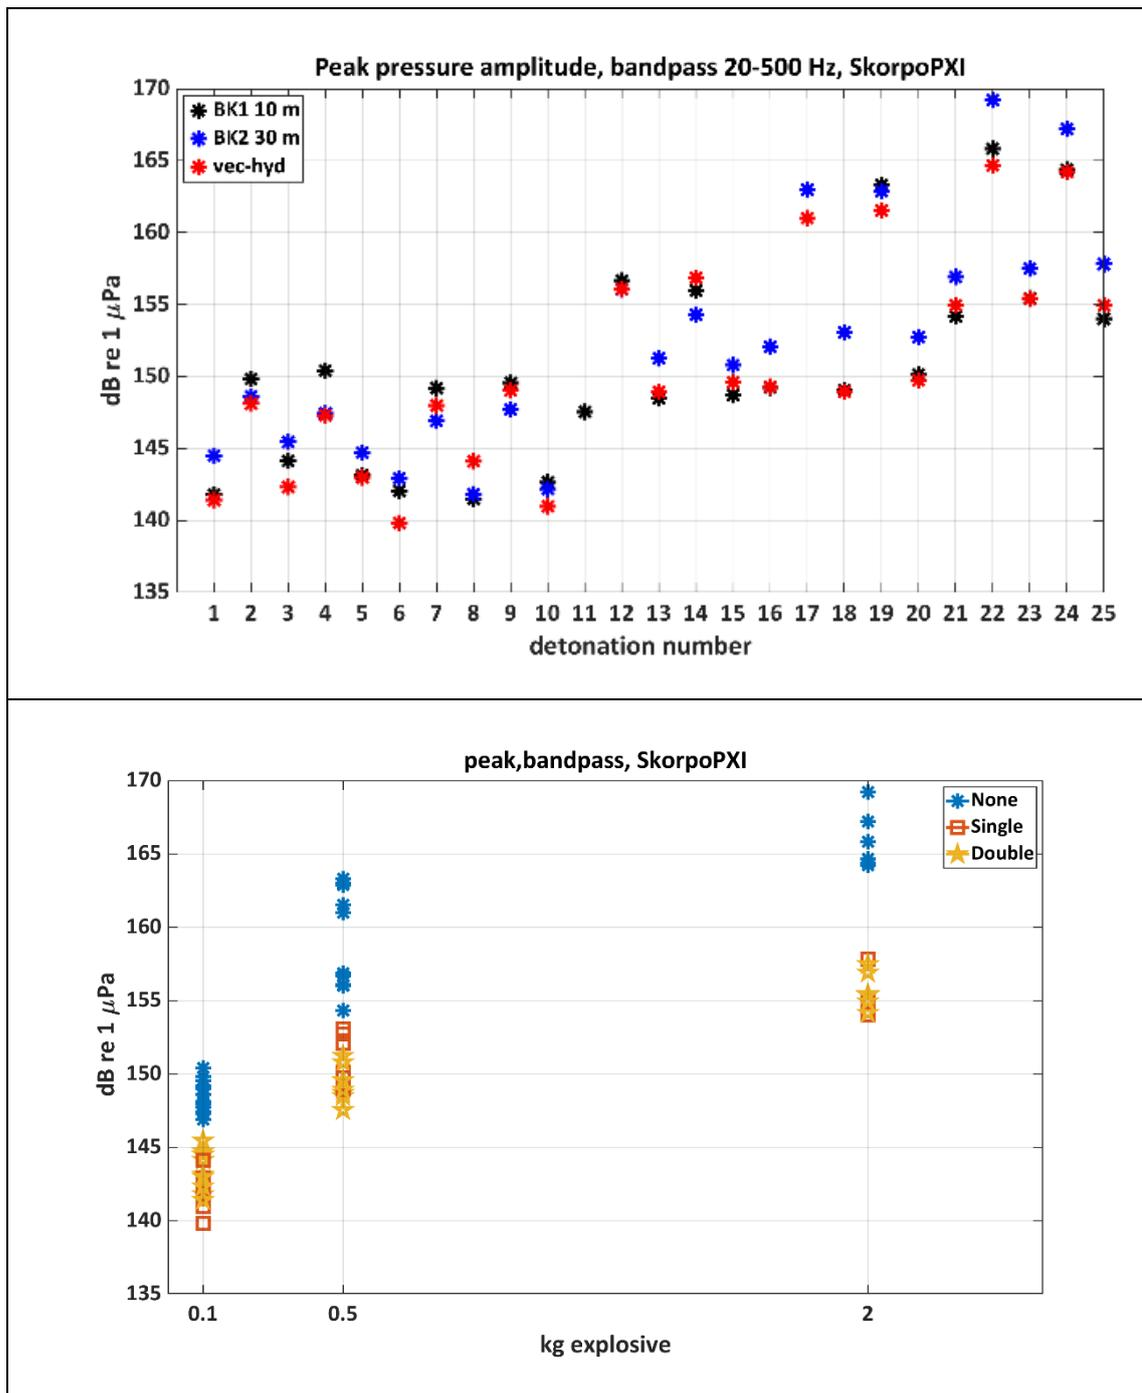 Peak pressure amplitude, bandpass 20-500 Hz, SkorpoPXI
170
165
160
155
150
145
140
135
dB re 1 μPa
BK1 10 m
BK2 30 m
vec-hyd
1 2 3 4 5 6 7 8 9 10 11 12 13 14 15 16 17 18 19 20 21 22 23 24 25
detonation number
peak,bandpass, SkorpoPXI
170
165
160
155
150
145
140
135
dB re 1 μPa
None
Single
Double
0.1 0.5 2
kg explosive